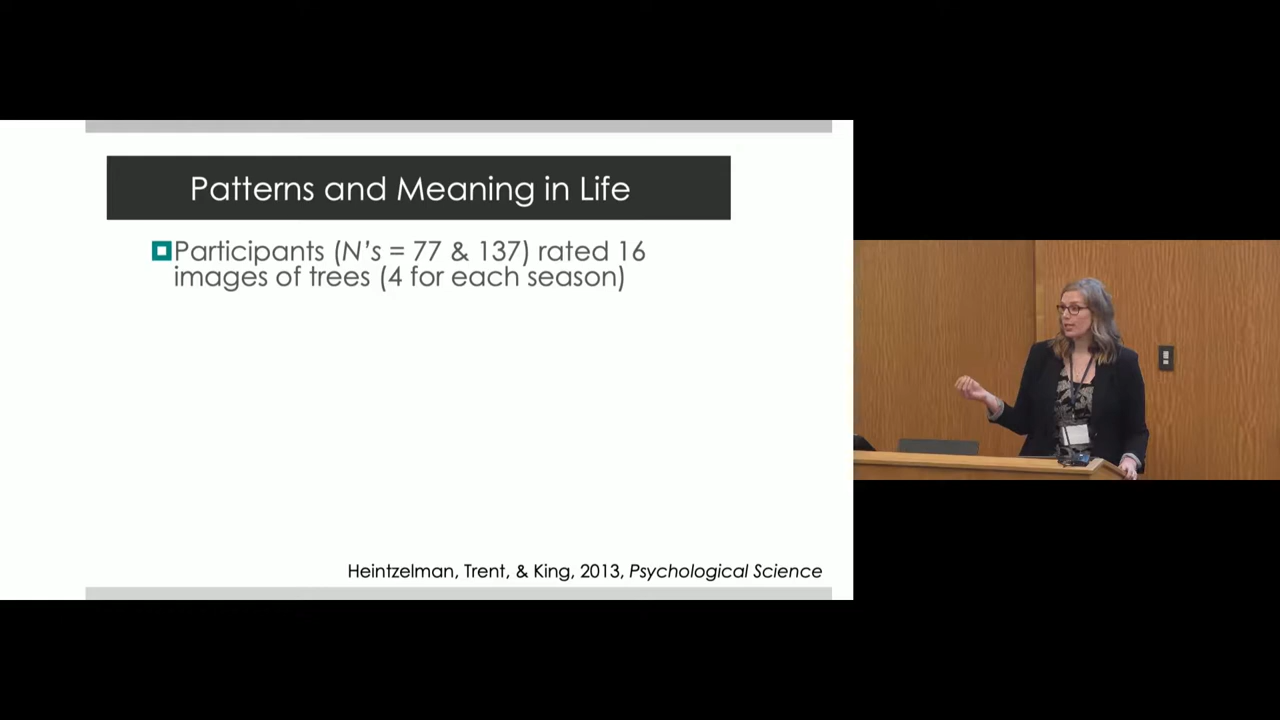 Patterns and Meaning in Life
Participants (N's = 77 & 137) rated 16
images of trees (4 for each season)
Heintzelman, Trent, & King, 2013, Psychological Science